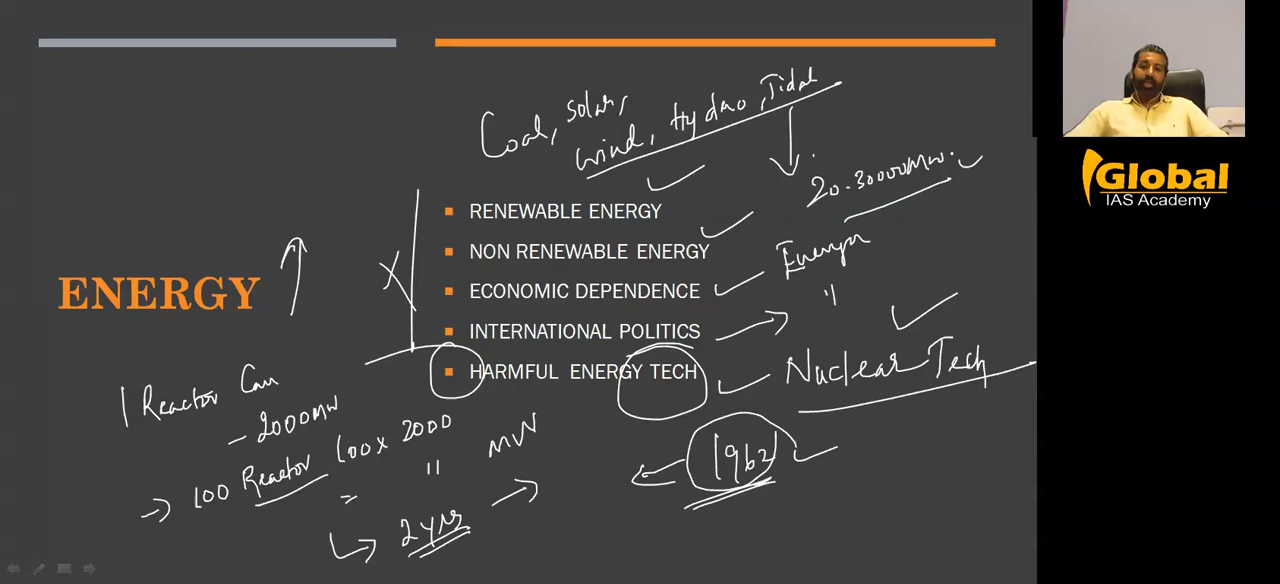 Coal, solar,
wind, Hydro, Tidal
20-30000MW.
RENEWABLE ENERGY
NON RENEWABLE ENERGY
ECONOMIC DEPENDENCE
INTERNATIONAL POLITICS
HARMFUL ENERGY TECH
ENERGY
Energy
"
Nuclear Tech
1962
1 Reactor Can
- 2000MW
→ 100 Reactor 100 x 2000
" MW
=
2 yrs
Global
IAS Academy